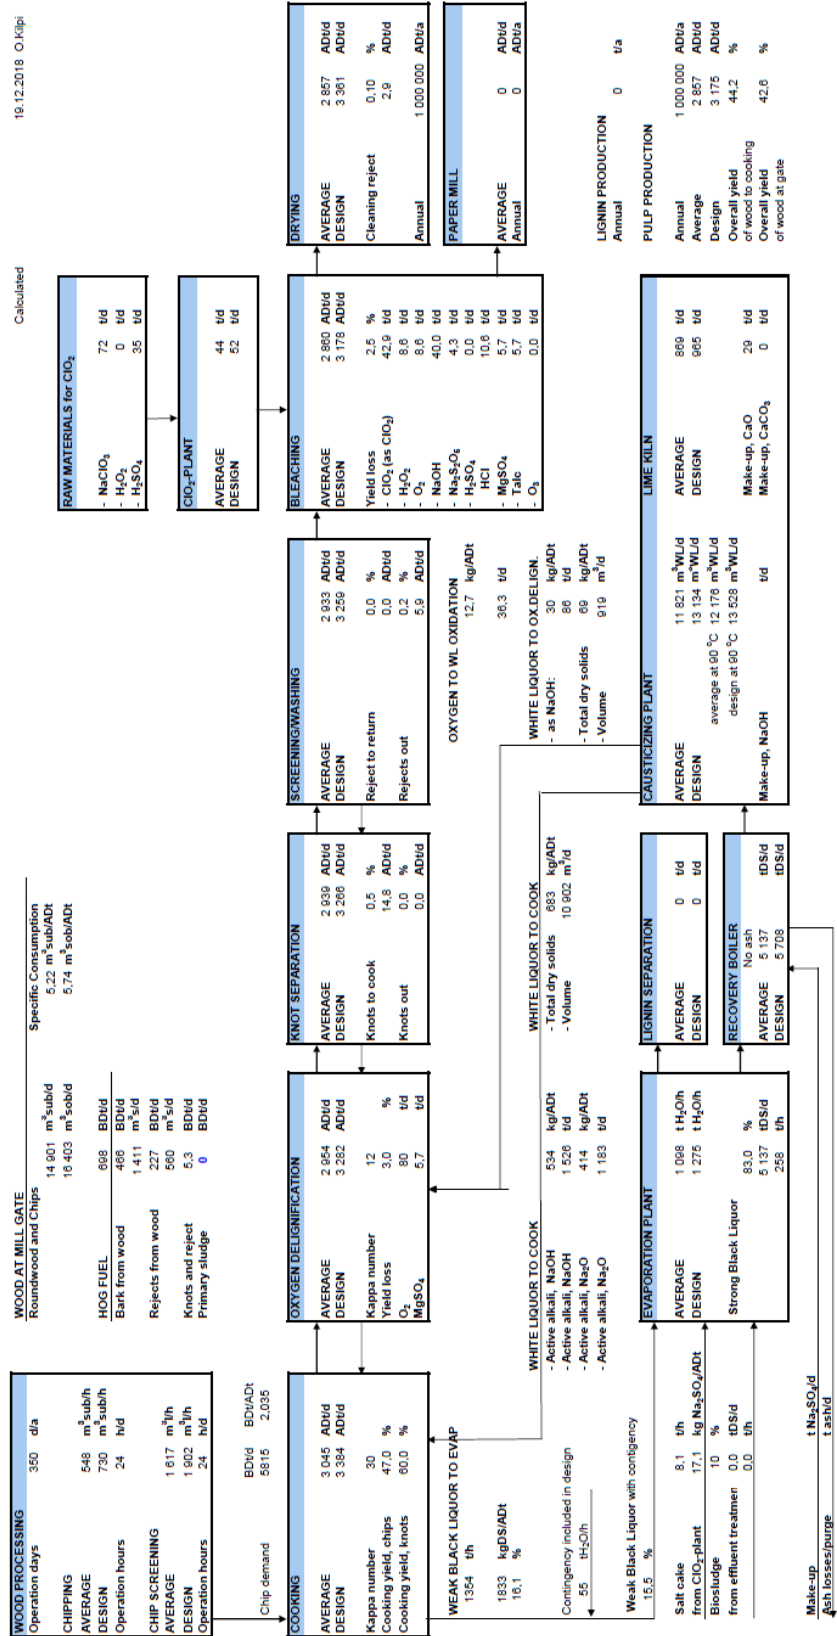 Calculated 19.12.2018 O.Kilpi
WOOD PROCESSING
Operation days 350 d/a
CHIPPING
AVERAGE 548 m³sub/h
DESIGN 730 m³sub/h
Operation hours 24 h/d
CHIP SCREENING
AVERAGE 1 617 m³l/h
DESIGN 1 902 m³l/h
Operation hours 24 h/d
WOOD AT MILL GATE
Roundwood and Chips Specific Consumption
14 901 m³sub/d 5,22 m³sub/ADt
16 403 m³sob/d 5,74 m³sob/ADt
HOG FUEL 698 BDt/d
Bark from wood 466 BDt/d
1 411 m³s/d
Rejects from wood 227 BDt/d
560 m³s/d
Knots and reject 5,3 BDt/d
Primary sludge 0 BDt/d
RAW MATERIALS for ClO₂
- NaClO₃ 72 t/d
- H₂O₂ 0 t/d
- H₂SO₄ 35 t/d
ClO₂-PLANT
AVERAGE 44 t/d
DESIGN 52 t/d
BDt/d BDt/ADt
Chip demand 5815 2,035
COOKING
AVERAGE 3 045 ADt/d
DESIGN 3 384 ADt/d
Kappa number 30
Cooking yield, chips 47,0 %
Cooking yield, knots 60,0 %
OXYGEN DELIGNIFICATION
AVERAGE 2 954 ADt/d
DESIGN 3 282 ADt/d
Kappa number 12
Yield loss 3,0 %
O₂ 80 t/d
MgSO₄ 5,7 t/d
KNOT SEPARATION
AVERAGE 2 939 ADt/d
DESIGN 3 266 ADt/d
Knots to cook 0,5 %
14,8 ADt/d
Knots out 0,0 %
0,0 ADt/d
SCREENING/WASHING
AVERAGE 2 933 ADt/d
DESIGN 3 259 ADt/d
Reject to return 0,0 %
0,0 ADt/d
Rejects out 0,2 %
5,9 ADt/d
BLEACHING
AVERAGE 2 860 ADt/d
DESIGN 3 178 ADt/d
Yield loss 2,5 %
- ClO₂ (as ClO₂) 42,9 t/d
- H₂O₂ 8,6 t/d
- O₂ 8,6 t/d
- NaOH 40,0 t/d
- Na₂S₂O₅ 4,3 t/d
- H₂SO₄ 0,0 t/d
HCl 10,6 t/d
- MgSO₄ 5,7 t/d
- Talc 5,7 t/d
- O₃ 0,0 t/d
DRYING
AVERAGE 2 857 ADt/d
DESIGN 3 361 ADt/d
Cleaning reject 0,10 %
2,9 ADt/d
Annual 1 000 000 ADt/a
PAPER MILL
AVERAGE 0 ADt/d
Annual 0 ADt/a
WEAK BLACK LIQUOR TO EVAP
1354 t/h
1833 kgDS/ADt
16,1 %
Contingency included in design
55 tH₂O/h
Weak Black Liquor with contigency
15,5 %
WHITE LIQUOR TO COOK
- Active alkali, NaOH 534 kg/ADt
- Active alkali, NaOH 1 526 t/d
- Active alkali, Na₂O 414 kg/ADt
- Active alkali, Na₂O 1 183 t/d
WHITE LIQUOR TO COOK
- Total dry solids 683 kg/ADt
- Volume 10 902 m³/d
OXYGEN TO WL OXIDATION
12,7 kg/ADt
36,3 t/d
WHITE LIQUOR TO OX.DELIGN.
- as NaOH: 30 kg/ADt
86 t/d
- Total dry solids 69 kg/ADt
- Volume 919 m³/d
Salt cake 8,1 t/h
from ClO₂-plant 17,1 kg Na₂SO₄/ADt
Biosludge 10 %
from effluent treatmen 0,0 tDS/d
0,0 t/h
EVAPORATION PLANT
AVERAGE 1 098 t H₂O/h
DESIGN 1 275 t H₂O/h
Strong Black Liquor 83,0 %
5 137 tDS/d
258 t/h
LIGNIN SEPARATION
AVERAGE 0 t/d
DESIGN 0 t/d
RECOVERY BOILER
No ash
AVERAGE 5 137 tDS/d
DESIGN 5 708 tDS/d
CAUSTICIZING PLANT
AVERAGE 11 821 m³WL/d
DESIGN 13 134 m³WL/d
average at 90 °C 12 176 m³WL/d
design at 90 °C 13 528 m³WL/d
Make-up, NaOH t/d
LIME KILN
AVERAGE 869 t/d
DESIGN 965 t/d
Make-up, CaO 29 t/d
Make-up, CaCO₃ 0 t/d
LIGNIN PRODUCTION
Annual 0 t/a
PULP PRODUCTION
Annual 1 000 000 ADt/a
Average 2 857 ADt/d
Design 3 175 ADt/d
Overall yield 44,2 %
of wood to cooking
Overall yield 42,6 %
of wood at gate
Make-up t Na₂SO₄/d
Ash losses/purge t ash/d